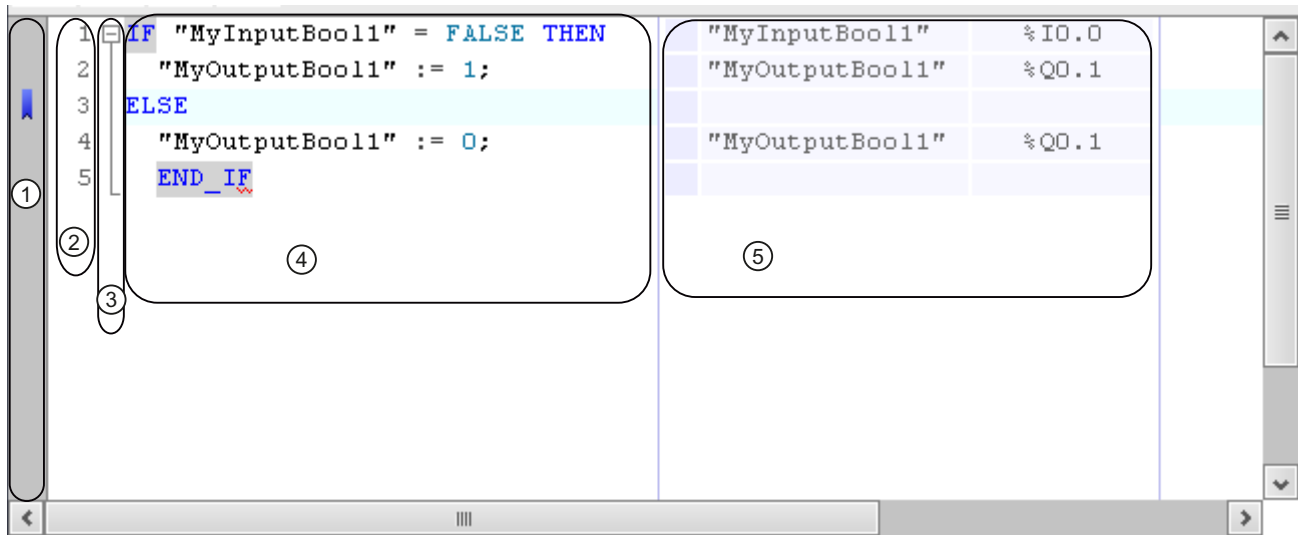 1 IF "MyInputBool1" = FALSE THEN "MyInputBool1" %I0.0
2 "MyOutputBool1" := 1; "MyOutputBool1" %Q0.1
3 ELSE
4 "MyOutputBool1" := 0; "MyOutputBool1" %Q0.1
5 END_IF
1
2
4
5
3